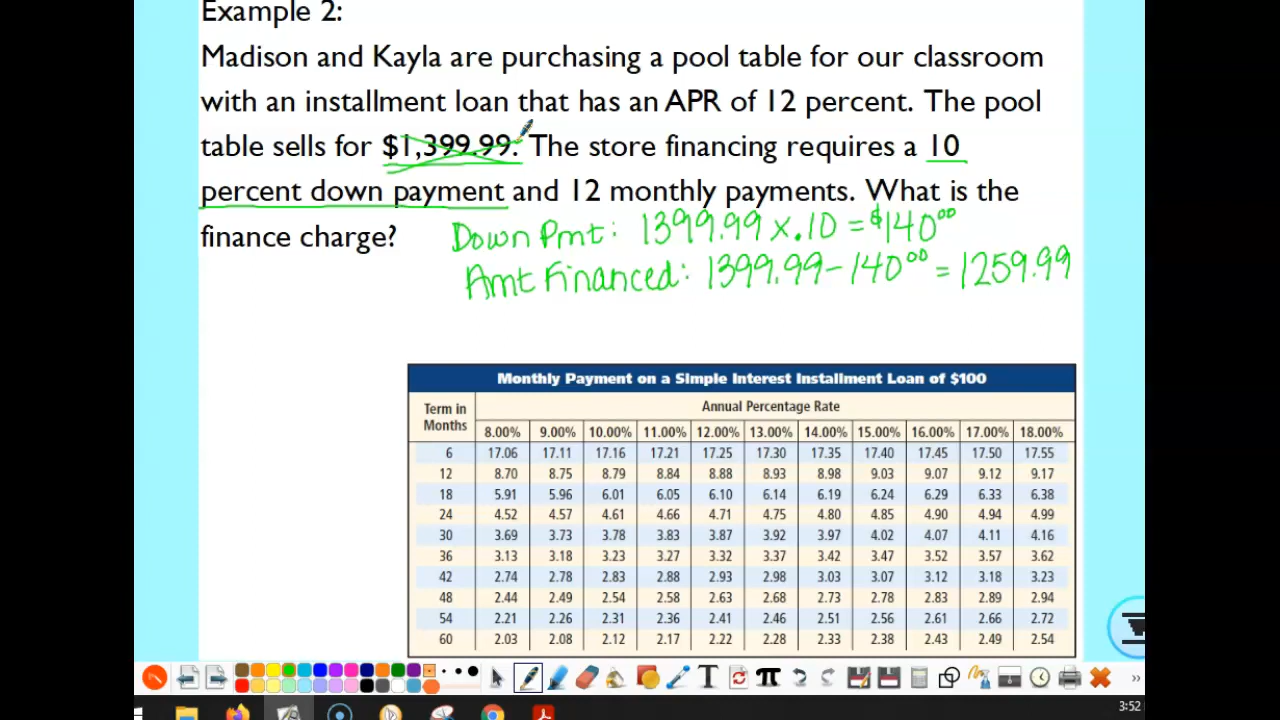 Example 2:
Madison and Kayla are purchasing a pool table for our classroom
with an installment loan that has an APR of 12 percent. The pool
table sells for $1,399.99. The store financing requires a 10
percent down payment and 12 monthly payments. What is the
finance charge?
Down Pmt: 1399.99 x .10 = $140⁰⁰
Amt Financed: 1399.99 - 140⁰⁰ = 1259.99
Monthly Payment on a Simple Interest Installment Loan of $100
Term in Months Annual Percentage Rate
8.00% 9.00% 10.00% 11.00% 12.00% 13.00% 14.00% 15.00% 16.00% 17.00% 18.00%
6 17.06 17.11 17.16 17.21 17.25 17.30 17.35 17.40 17.45 17.50 17.55
12 8.70 8.75 8.79 8.84 8.88 8.93 8.98 9.03 9.07 9.12 9.17
18 5.91 5.96 6.01 6.05 6.10 6.14 6.19 6.24 6.29 6.33 6.38
24 4.52 4.57 4.61 4.66 4.71 4.75 4.80 4.85 4.90 4.94 4.99
30 3.69 3.73 3.78 3.83 3.87 3.92 3.97 4.02 4.07 4.11 4.16
36 3.13 3.18 3.23 3.27 3.32 3.37 3.42 3.47 3.52 3.57 3.62
42 2.74 2.78 2.83 2.88 2.93 2.98 3.03 3.07 3.12 3.18 3.23
48 2.44 2.49 2.54 2.58 2.63 2.68 2.73 2.78 2.83 2.89 2.94
54 2.21 2.26 2.31 2.36 2.41 2.46 2.51 2.56 2.61 2.66 2.72
60 2.03 2.08 2.12 2.17 2.22 2.28 2.33 2.38 2.43 2.49 2.54
T π »
3:52